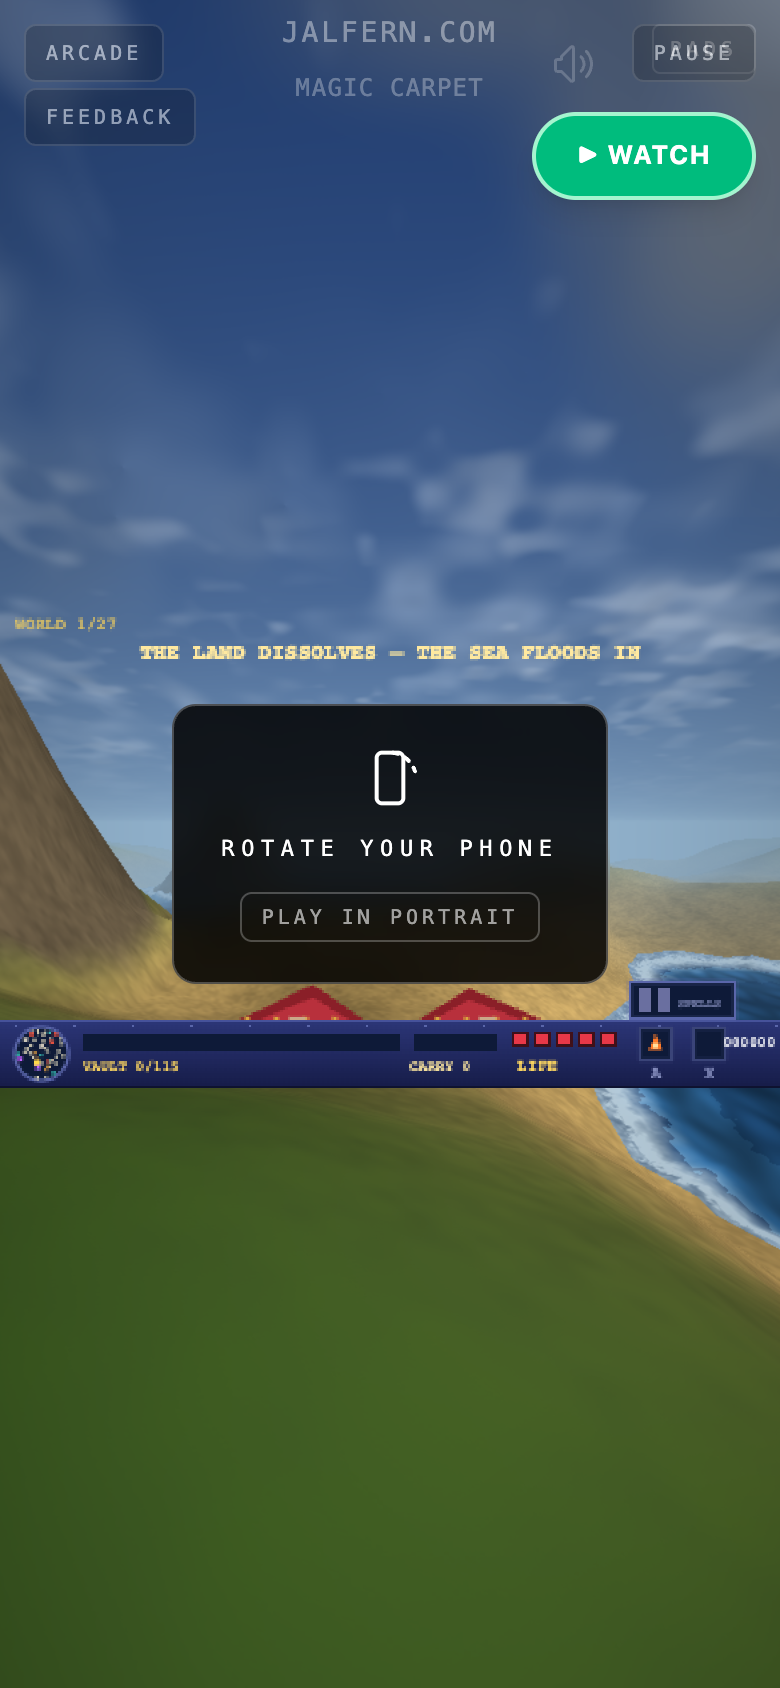 JALFERN.COM
ARCADE
PAUSE
MAGIC CARPET
FEEDBACK
WATCH
WORLD 1/27
THE LAND DISSOLVES — THE SEA FLOODS IN
ROTATE YOUR PHONE
PLAY IN PORTRAIT
VAULT 0/115
CARRY 0
LIFE
A
X